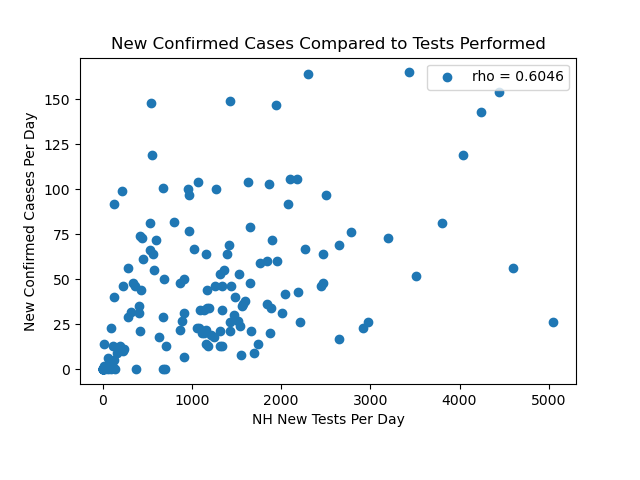 New Confirmed Cases Compared to Tests Performed
rho = 0.6046
150
125
100
75
50
25
0
New Confirmed Caeses Per Day
0 1000 2000 3000 4000 5000
NH New Tests Per Day